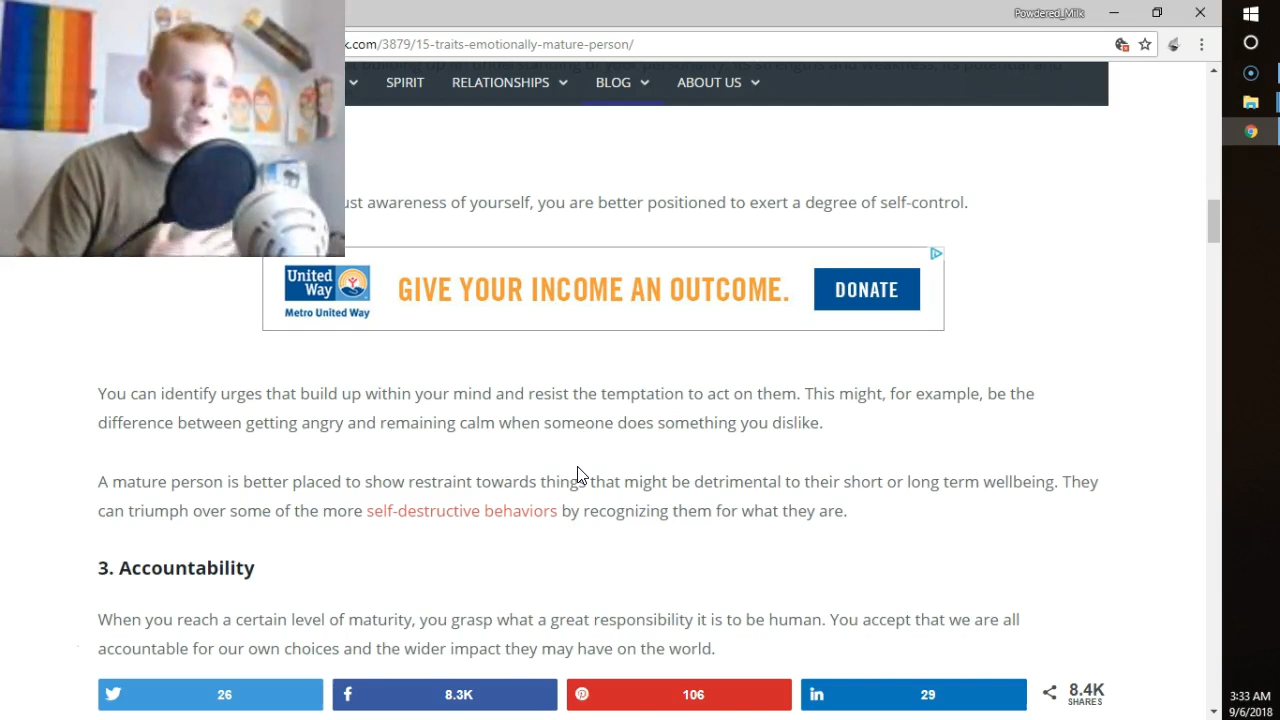 Powdered_Milk
k.com/3879/15-traits-emotionally-mature-person/
SPIRIT RELATIONSHIPS BLOG ABOUT US
ust awareness of yourself, you are better positioned to exert a degree of self-control.
United Way
Metro United Way
GIVE YOUR INCOME AN OUTCOME.
DONATE
You can identify urges that build up within your mind and resist the temptation to act on them. This might, for example, be the
difference between getting angry and remaining calm when someone does something you dislike.
A mature person is better placed to show restraint towards things that might be detrimental to their short or long term wellbeing. They
can triumph over some of the more self-destructive behaviors by recognizing them for what they are.
3. Accountability
When you reach a certain level of maturity, you grasp what a great responsibility it is to be human. You accept that we are all
accountable for our own choices and the wider impact they may have on the world.
26 8.3K 106 29 8.4K
SHARES
3:33 AM
9/6/2018